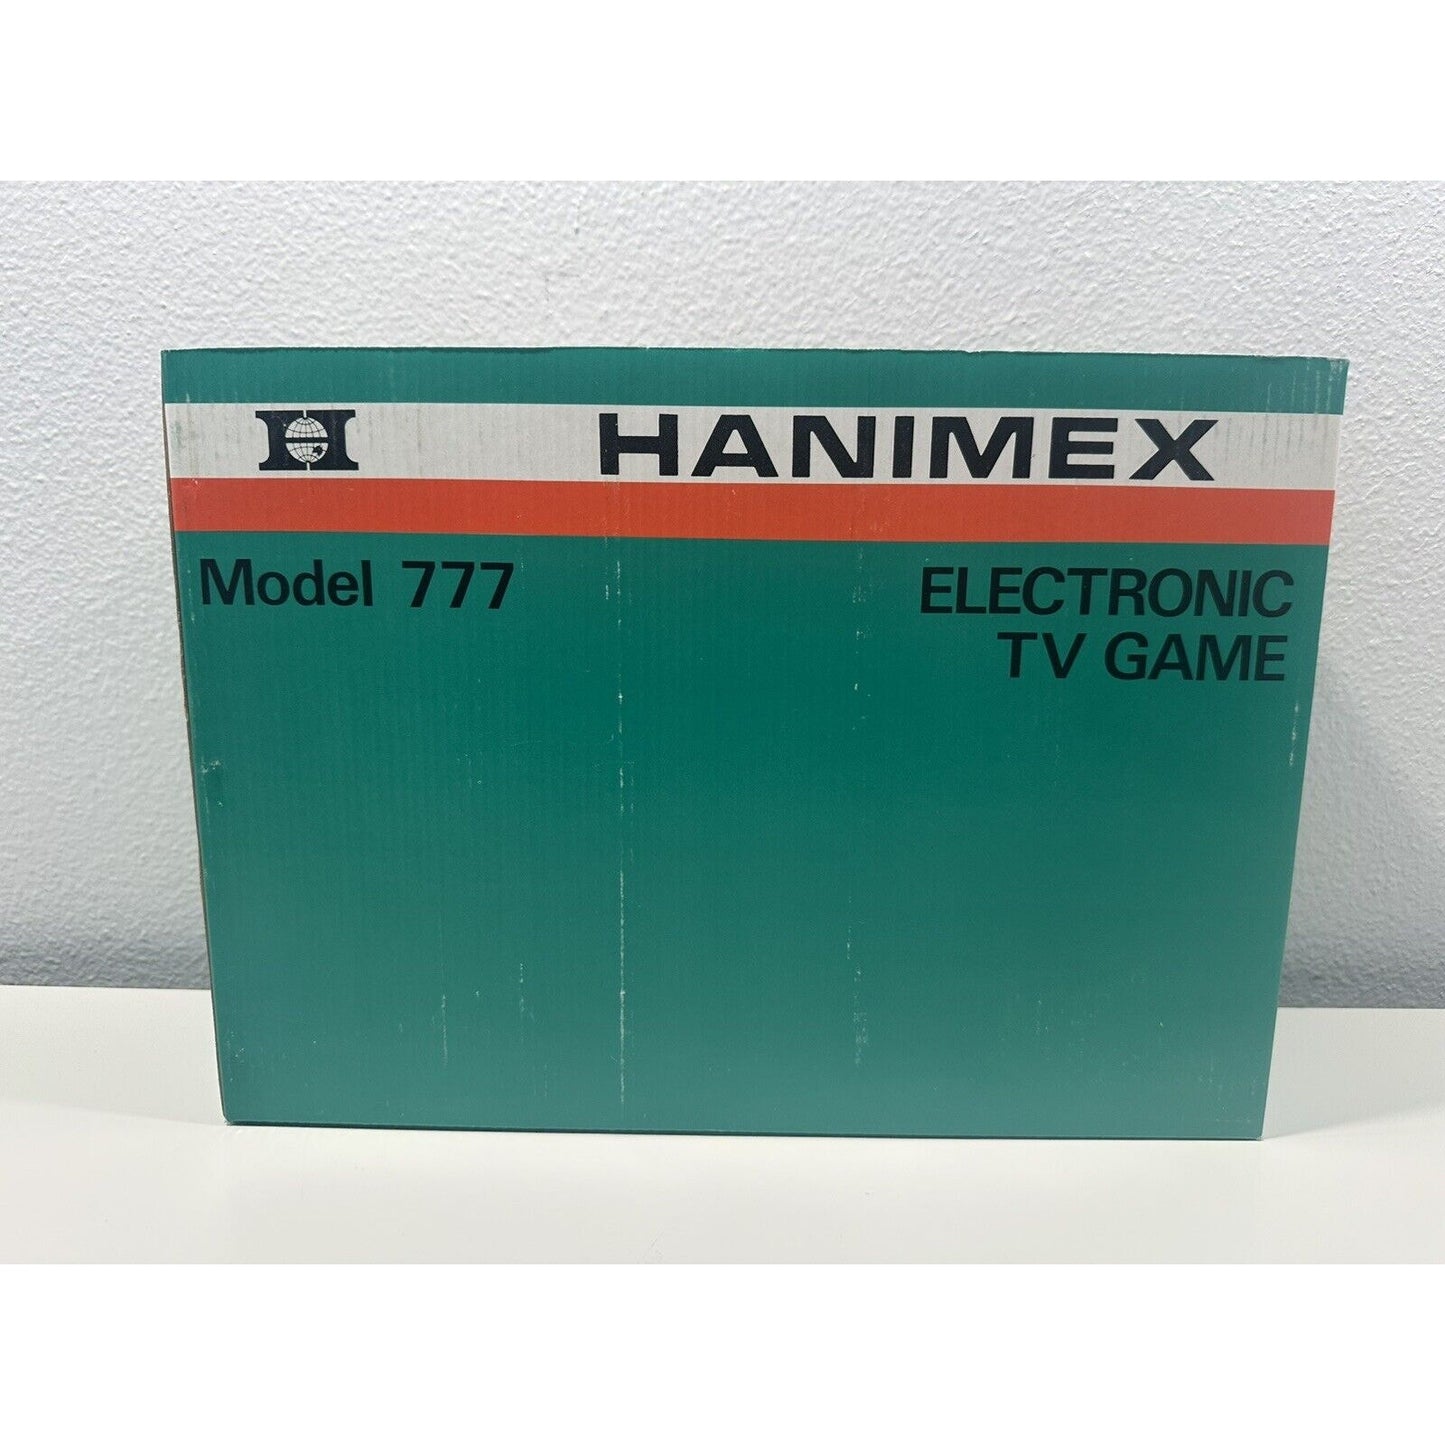 H HANIMEX
Model 777
ELECTRONIC
TV GAME